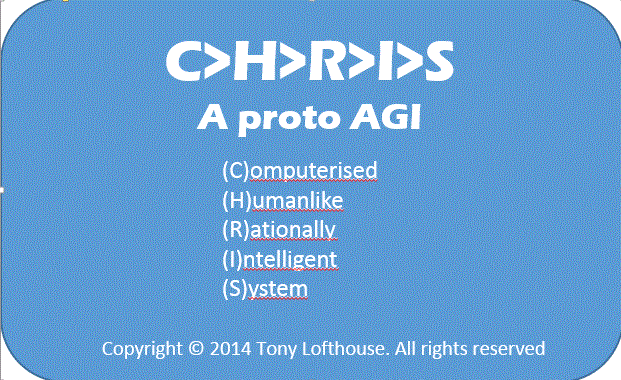 C>H>R>I>S
A proto AGI
(C)omputerised
(H)umanlike
(R)ationally
(I)ntelligent
(S)ystem
Copyright © 2014 Tony Lofthouse. All rights reserved